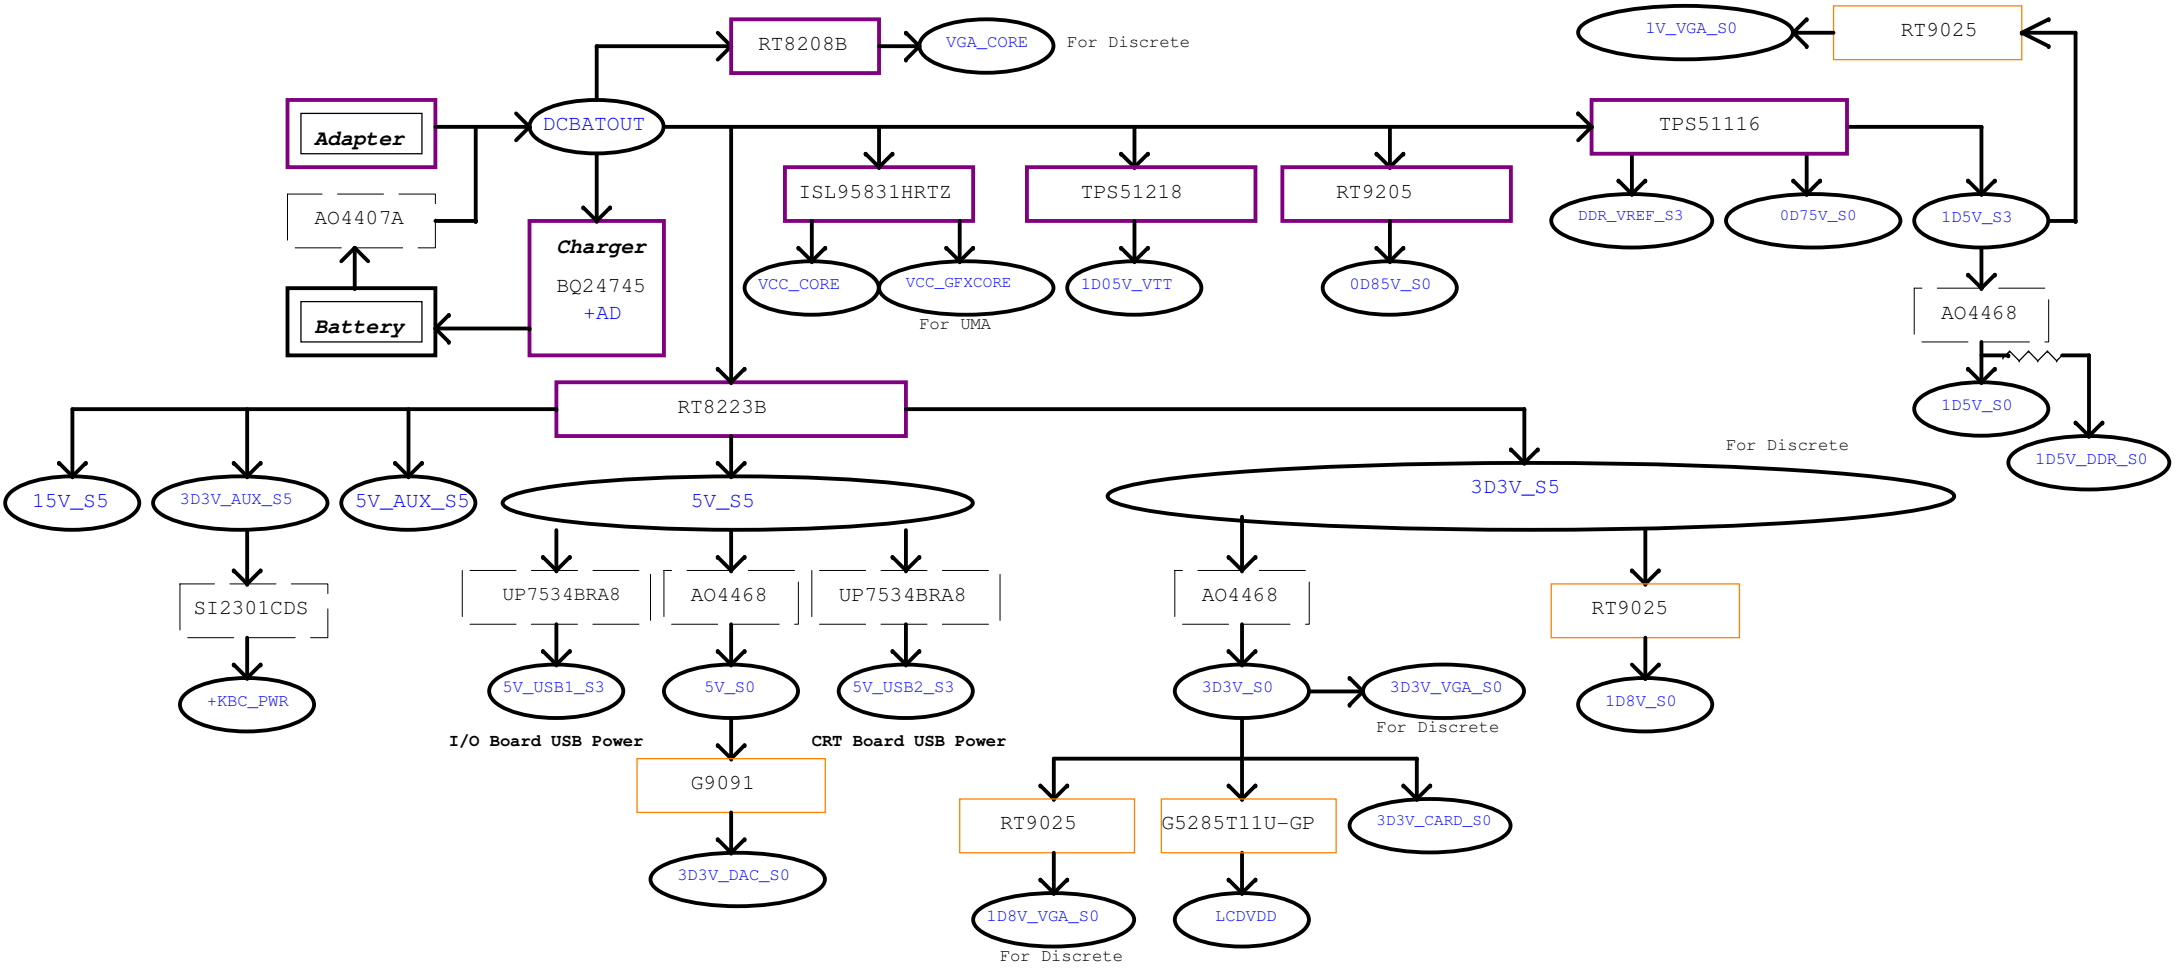 RT8208B
VGA_CORE
For Discrete
1V_VGA_S0
RT9025
Adapter
DCBATOUT
TPS51116
AO4407A
Charger
BQ24745
+AD
Battery
ISL95831HRTZ
TPS51218
RT9205
DDR_VREF_S3
0D75V_S0
1D5V_S3
VCC_CORE
VCC_GFXCORE
For UMA
1D05V_VTT
0D85V_S0
AO4468
1D5V_S0
1D5V_DDR_S0
RT8223B
For Discrete
15V_S5
3D3V_AUX_S5
5V_AUX_S5
5V_S5
3D3V_S5
SI2301CDS
UP7534BRA8
AO4468
UP7534BRA8
AO4468
RT9025
+KBC_PWR
5V_USB1_S3
5V_S0
5V_USB2_S3
3D3V_S0
3D3V_VGA_S0
For Discrete
1D8V_S0
I/O Board USB Power
CRT Board USB Power
G9091
RT9025
G5285T11U-GP
3D3V_CARD_S0
3D3V_DAC_S0
1D8V_VGA_S0
LCDVDD
For Discrete